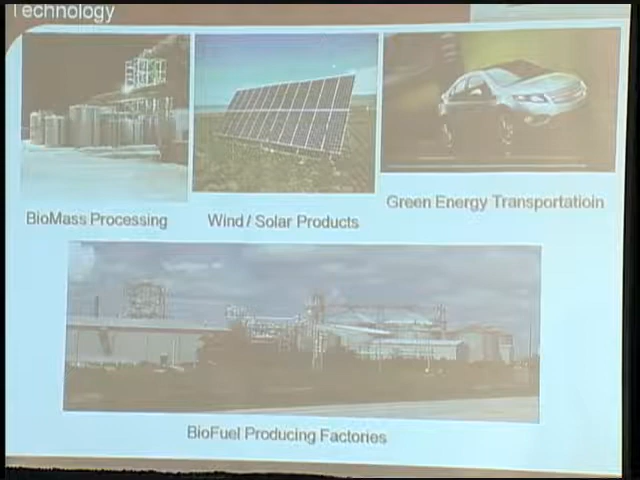 Technology
BioMass Processing
Wind / Solar Products
Green Energy Transportatioin
BioFuel Producing Factories